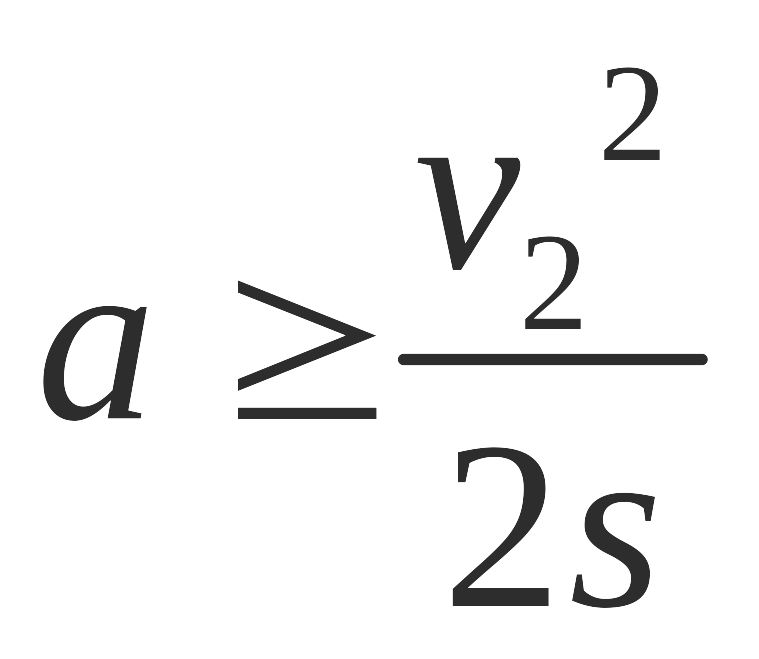 a ≥ v₂² / 2s